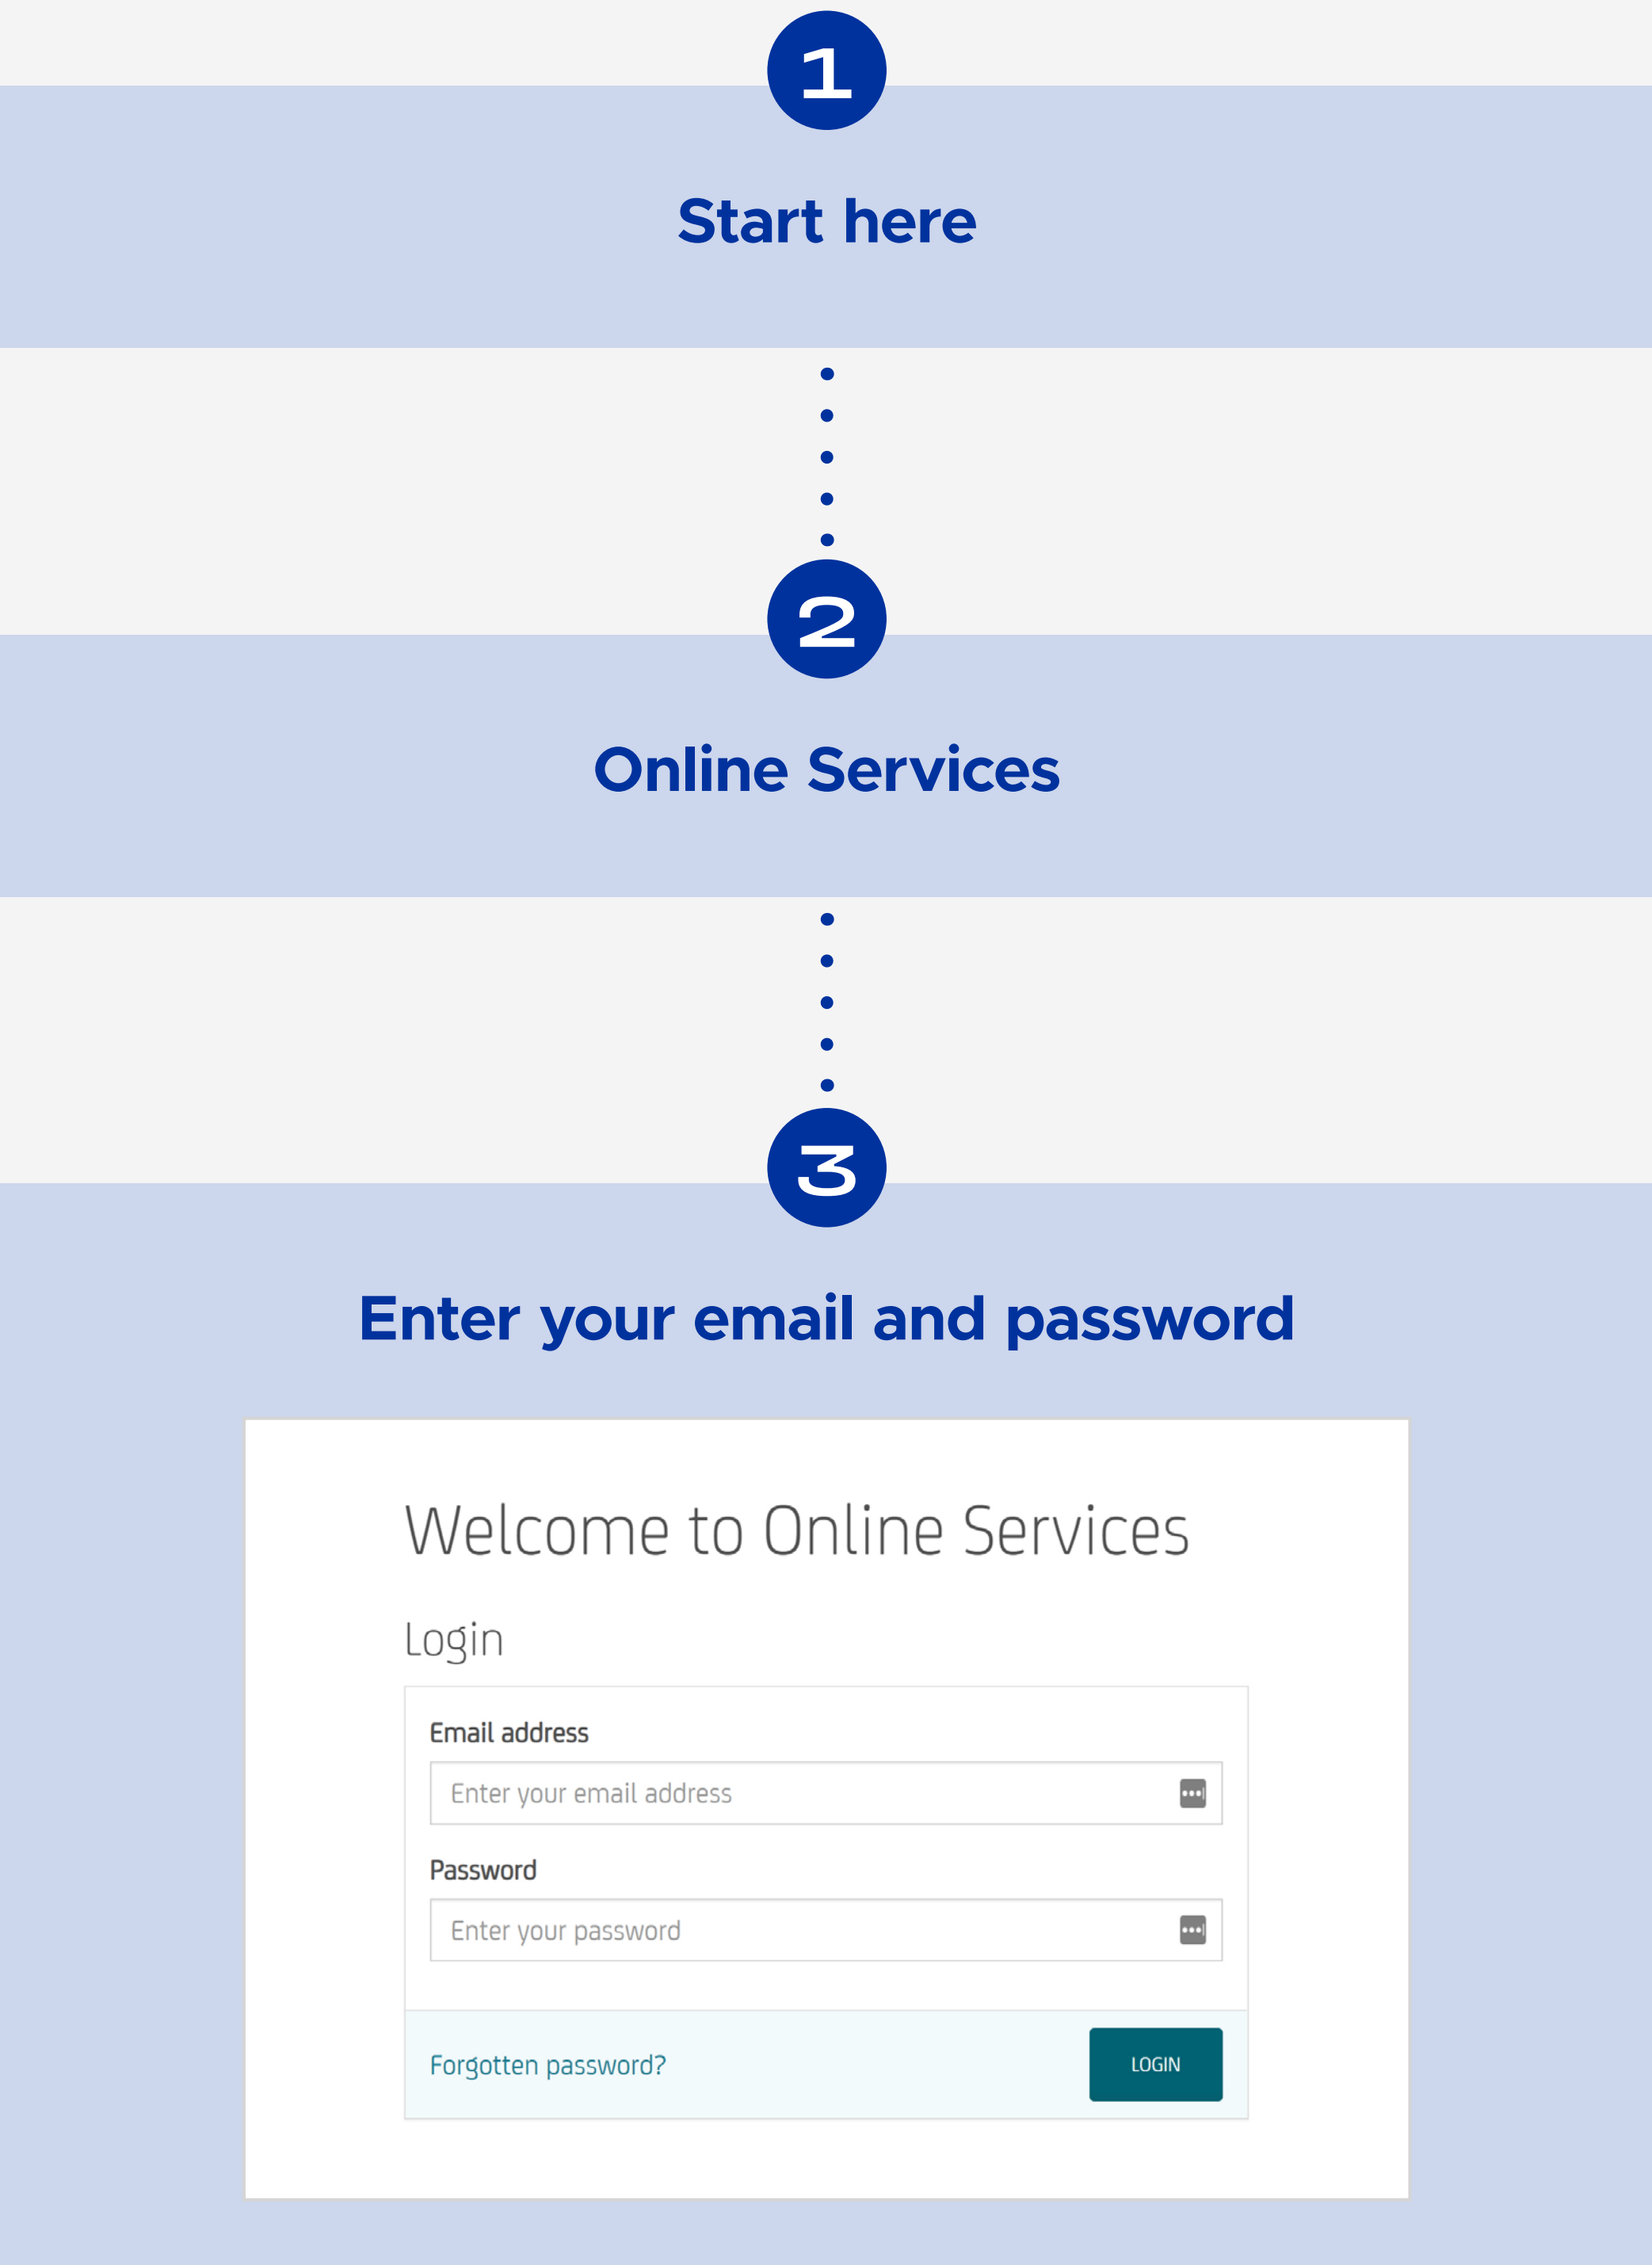 1
Start here
2
Online Services
3
Enter your email and password
Welcome to Online Services
Login
Email address
Enter your email address
Password
Enter your password
Forgotten password?
LOGIN